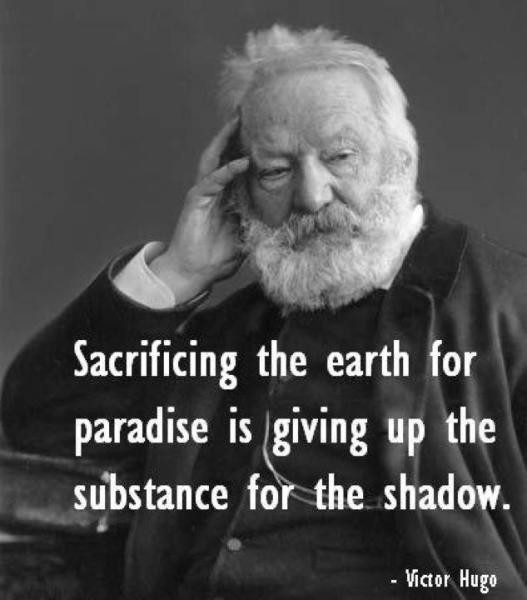 Sacrificing the earth for
paradise is giving up the
substance for the shadow.
- Victor Hugo